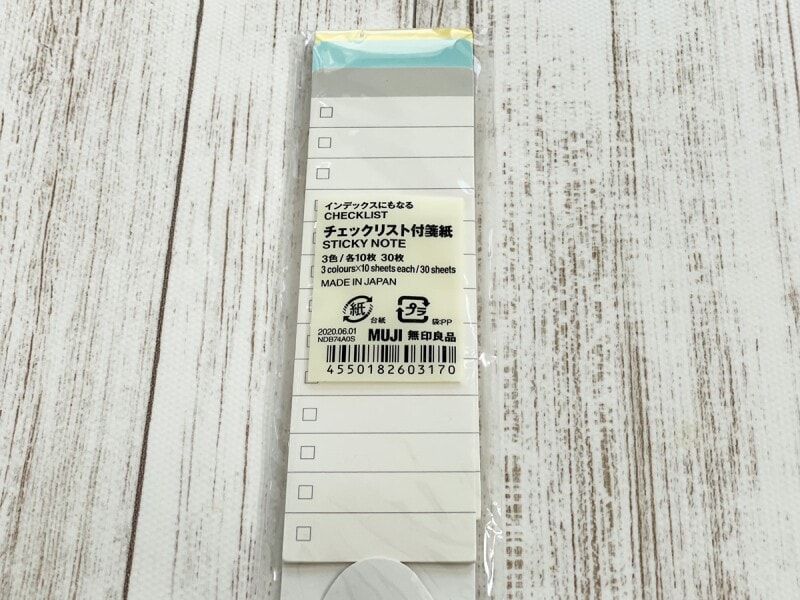 インデックスにもなる
CHECKLIST
チェックリスト付箋紙
STICKY NOTE
3色/各10枚 30枚
3 colours×10 sheets each/30 sheets
MADE IN JAPAN
紙 台紙 プラ 袋:PP
2020.06.01
NDB74A0S MUJI 無印良品
4550182603170